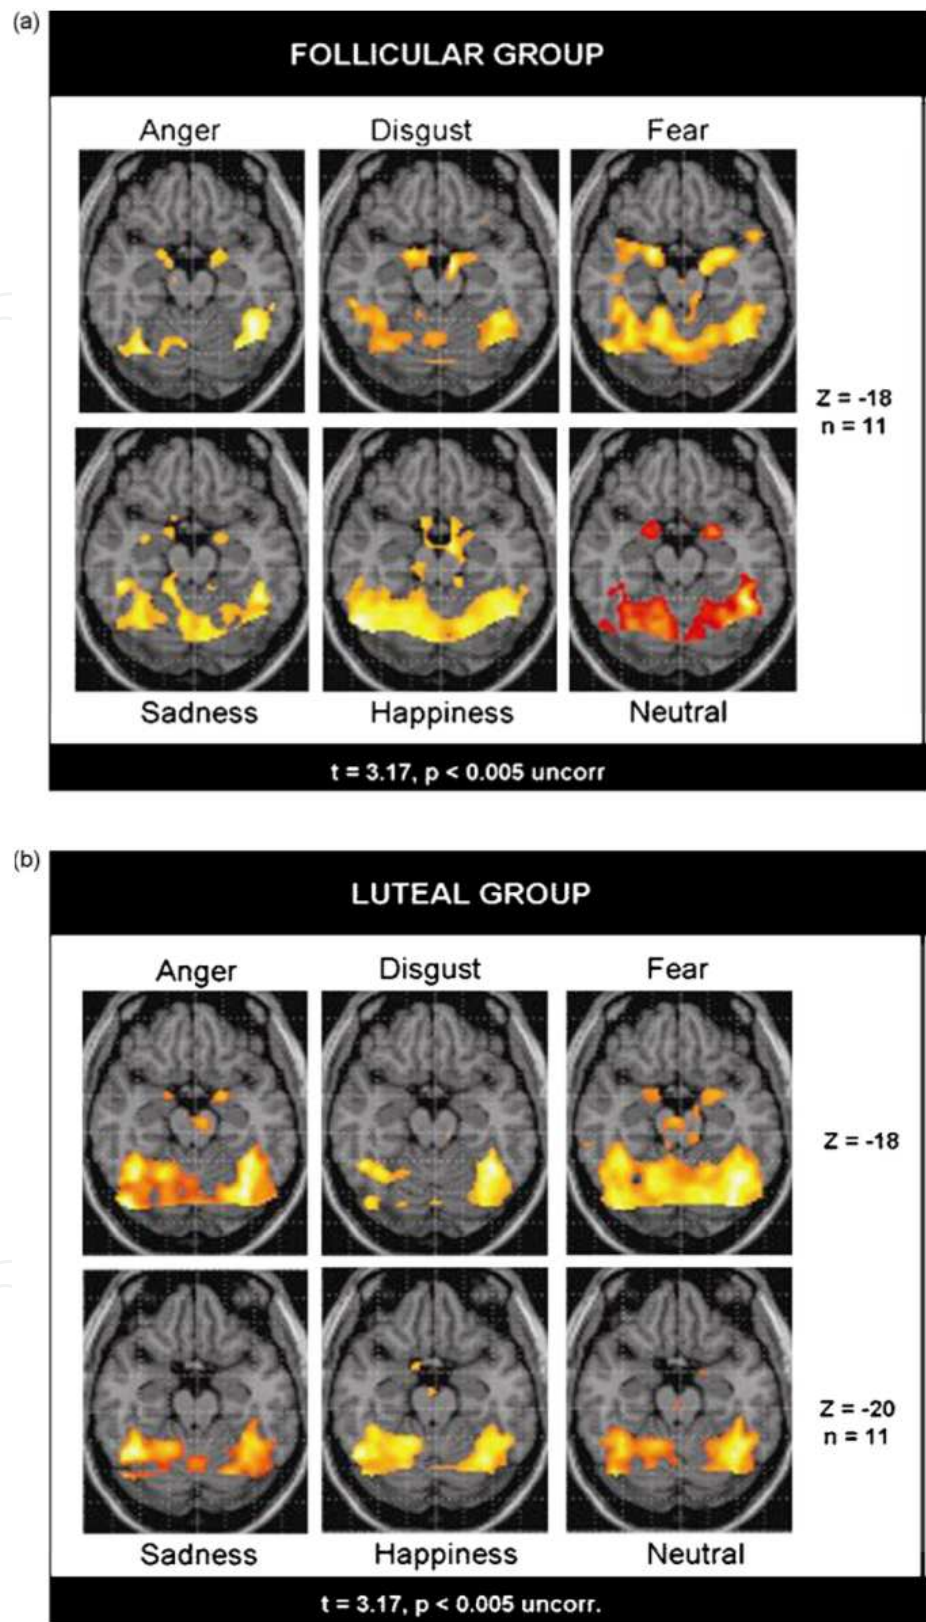 (a)
FOLLICULAR GROUP
Anger Disgust Fear
Z = -18
n = 11
Sadness Happiness Neutral
t = 3.17, p < 0.005 uncorr
(b)
LUTEAL GROUP
Anger Disgust Fear
Z = -18
Z = -20
n = 11
Sadness Happiness Neutral
t = 3.17, p < 0.005 uncorr.